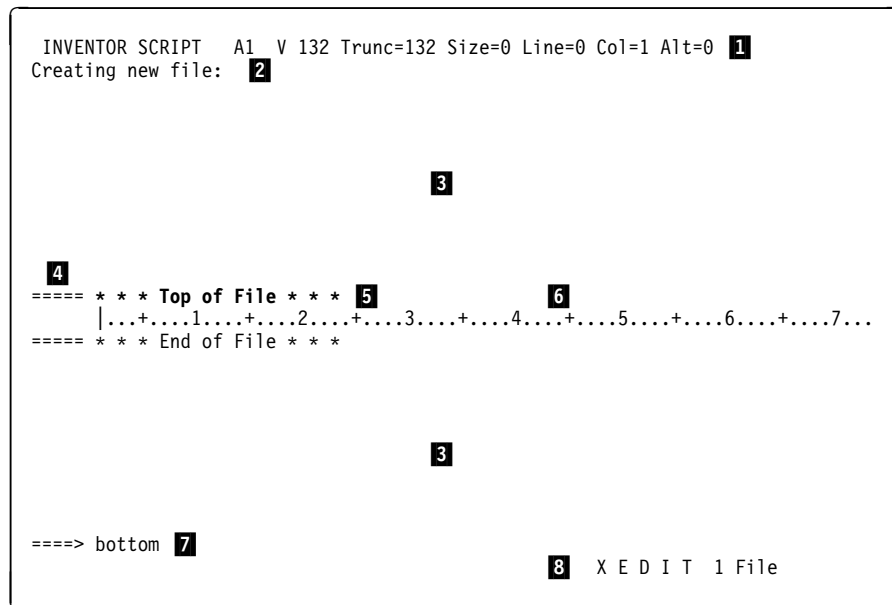 INVENTOR SCRIPT   A1  V 132 Trunc=132 Size=0 Line=0 Col=1 Alt=0 1
Creating new file:  2
3
4
===== * * * Top of File * * * 5 6
|...+....1....+....2....+....3....+....4....+....5....+....6....+....7...
===== * * * End of File * * *
3
====> bottom 7
8 X E D I T  1 File